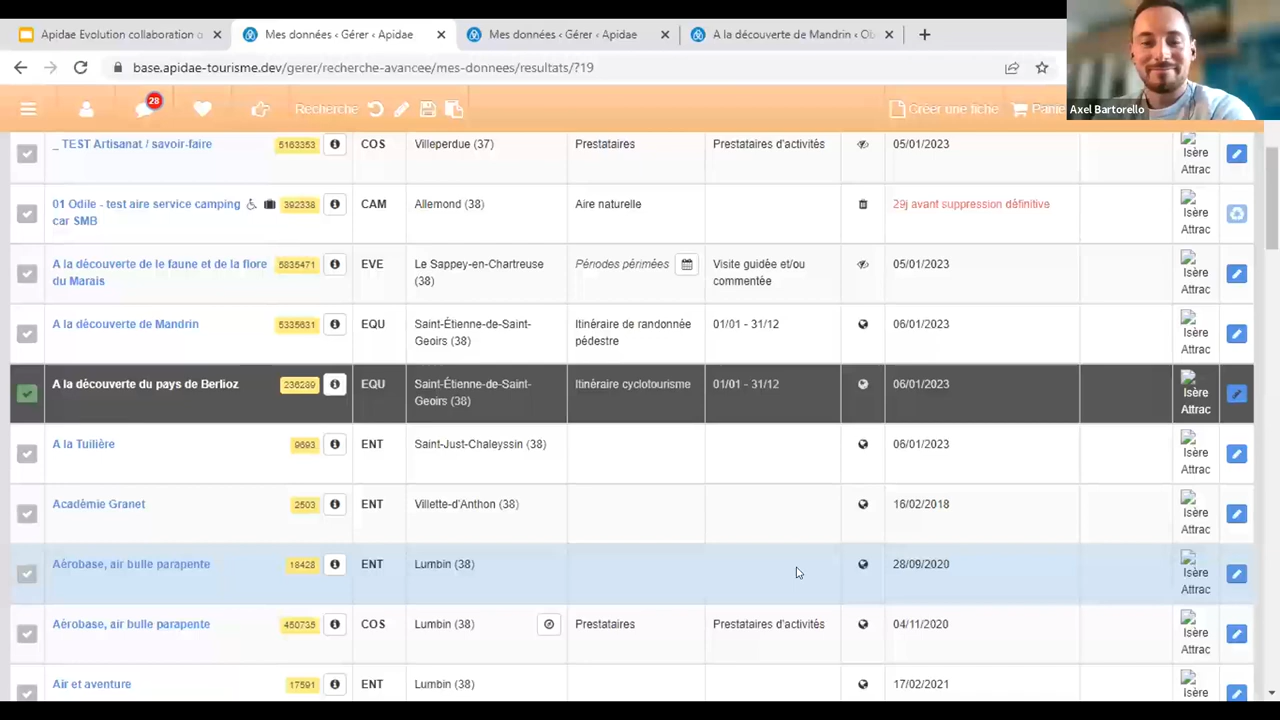 Apidae Evolution collaboration
Mes données ‹ Gérer ‹ Apidae
Mes données ‹ Gérer ‹ Apidae
A la découverte de Mandrin ‹ Ob
base.apidae-tourisme.dev/gerer/recherche-avancee/mes-donnees/resultats/?19
28
Recherche
Créer une fiche
Panie
Axel Bartorello
_ TEST Artisanat / savoir-faire 5163353 COS Villeperdue (37) Prestataires Prestataires d'activités 05/01/2023
Isère
Attrac
01 Odile - test aire service camping 392338 CAM Allemond (38) Aire naturelle 29j avant suppression définitive
car SMB
Isère
Attrac
A la découverte de le faune et de la flore 5835471 EVE Le Sappey-en-Chartreuse Périodes périmées Visite guidée et/ou 05/01/2023
du Marais (38) commentée
Isère
Attrac
A la découverte de Mandrin 5335631 EQU Saint-Étienne-de-Saint- Itinéraire de randonnée 01/01 - 31/12 06/01/2023
Geoirs (38) pédestre
Isère
Attrac
A la découverte du pays de Berlioz 236289 EQU Saint-Étienne-de-Saint- Itinéraire cyclotourisme 01/01 - 31/12 06/01/2023
Geoirs (38)
Isère
Attrac
A la Tuilière 9693 ENT Saint-Just-Chaleyssin (38) 06/01/2023
Isère
Attrac
Acadèmie Granet 2503 ENT Villette-d'Anthon (38) 16/02/2018
Isère
Attrac
Aérobase, air bulle parapente 18428 ENT Lumbin (38) 28/09/2020
Isère
Attrac
Aérobase, air bulle parapente 450735 COS Lumbin (38) Prestataires Prestataires d'activités 04/11/2020
Isère
Attrac
Air et aventure 17591 ENT Lumbin (38) 17/02/2021
Isère